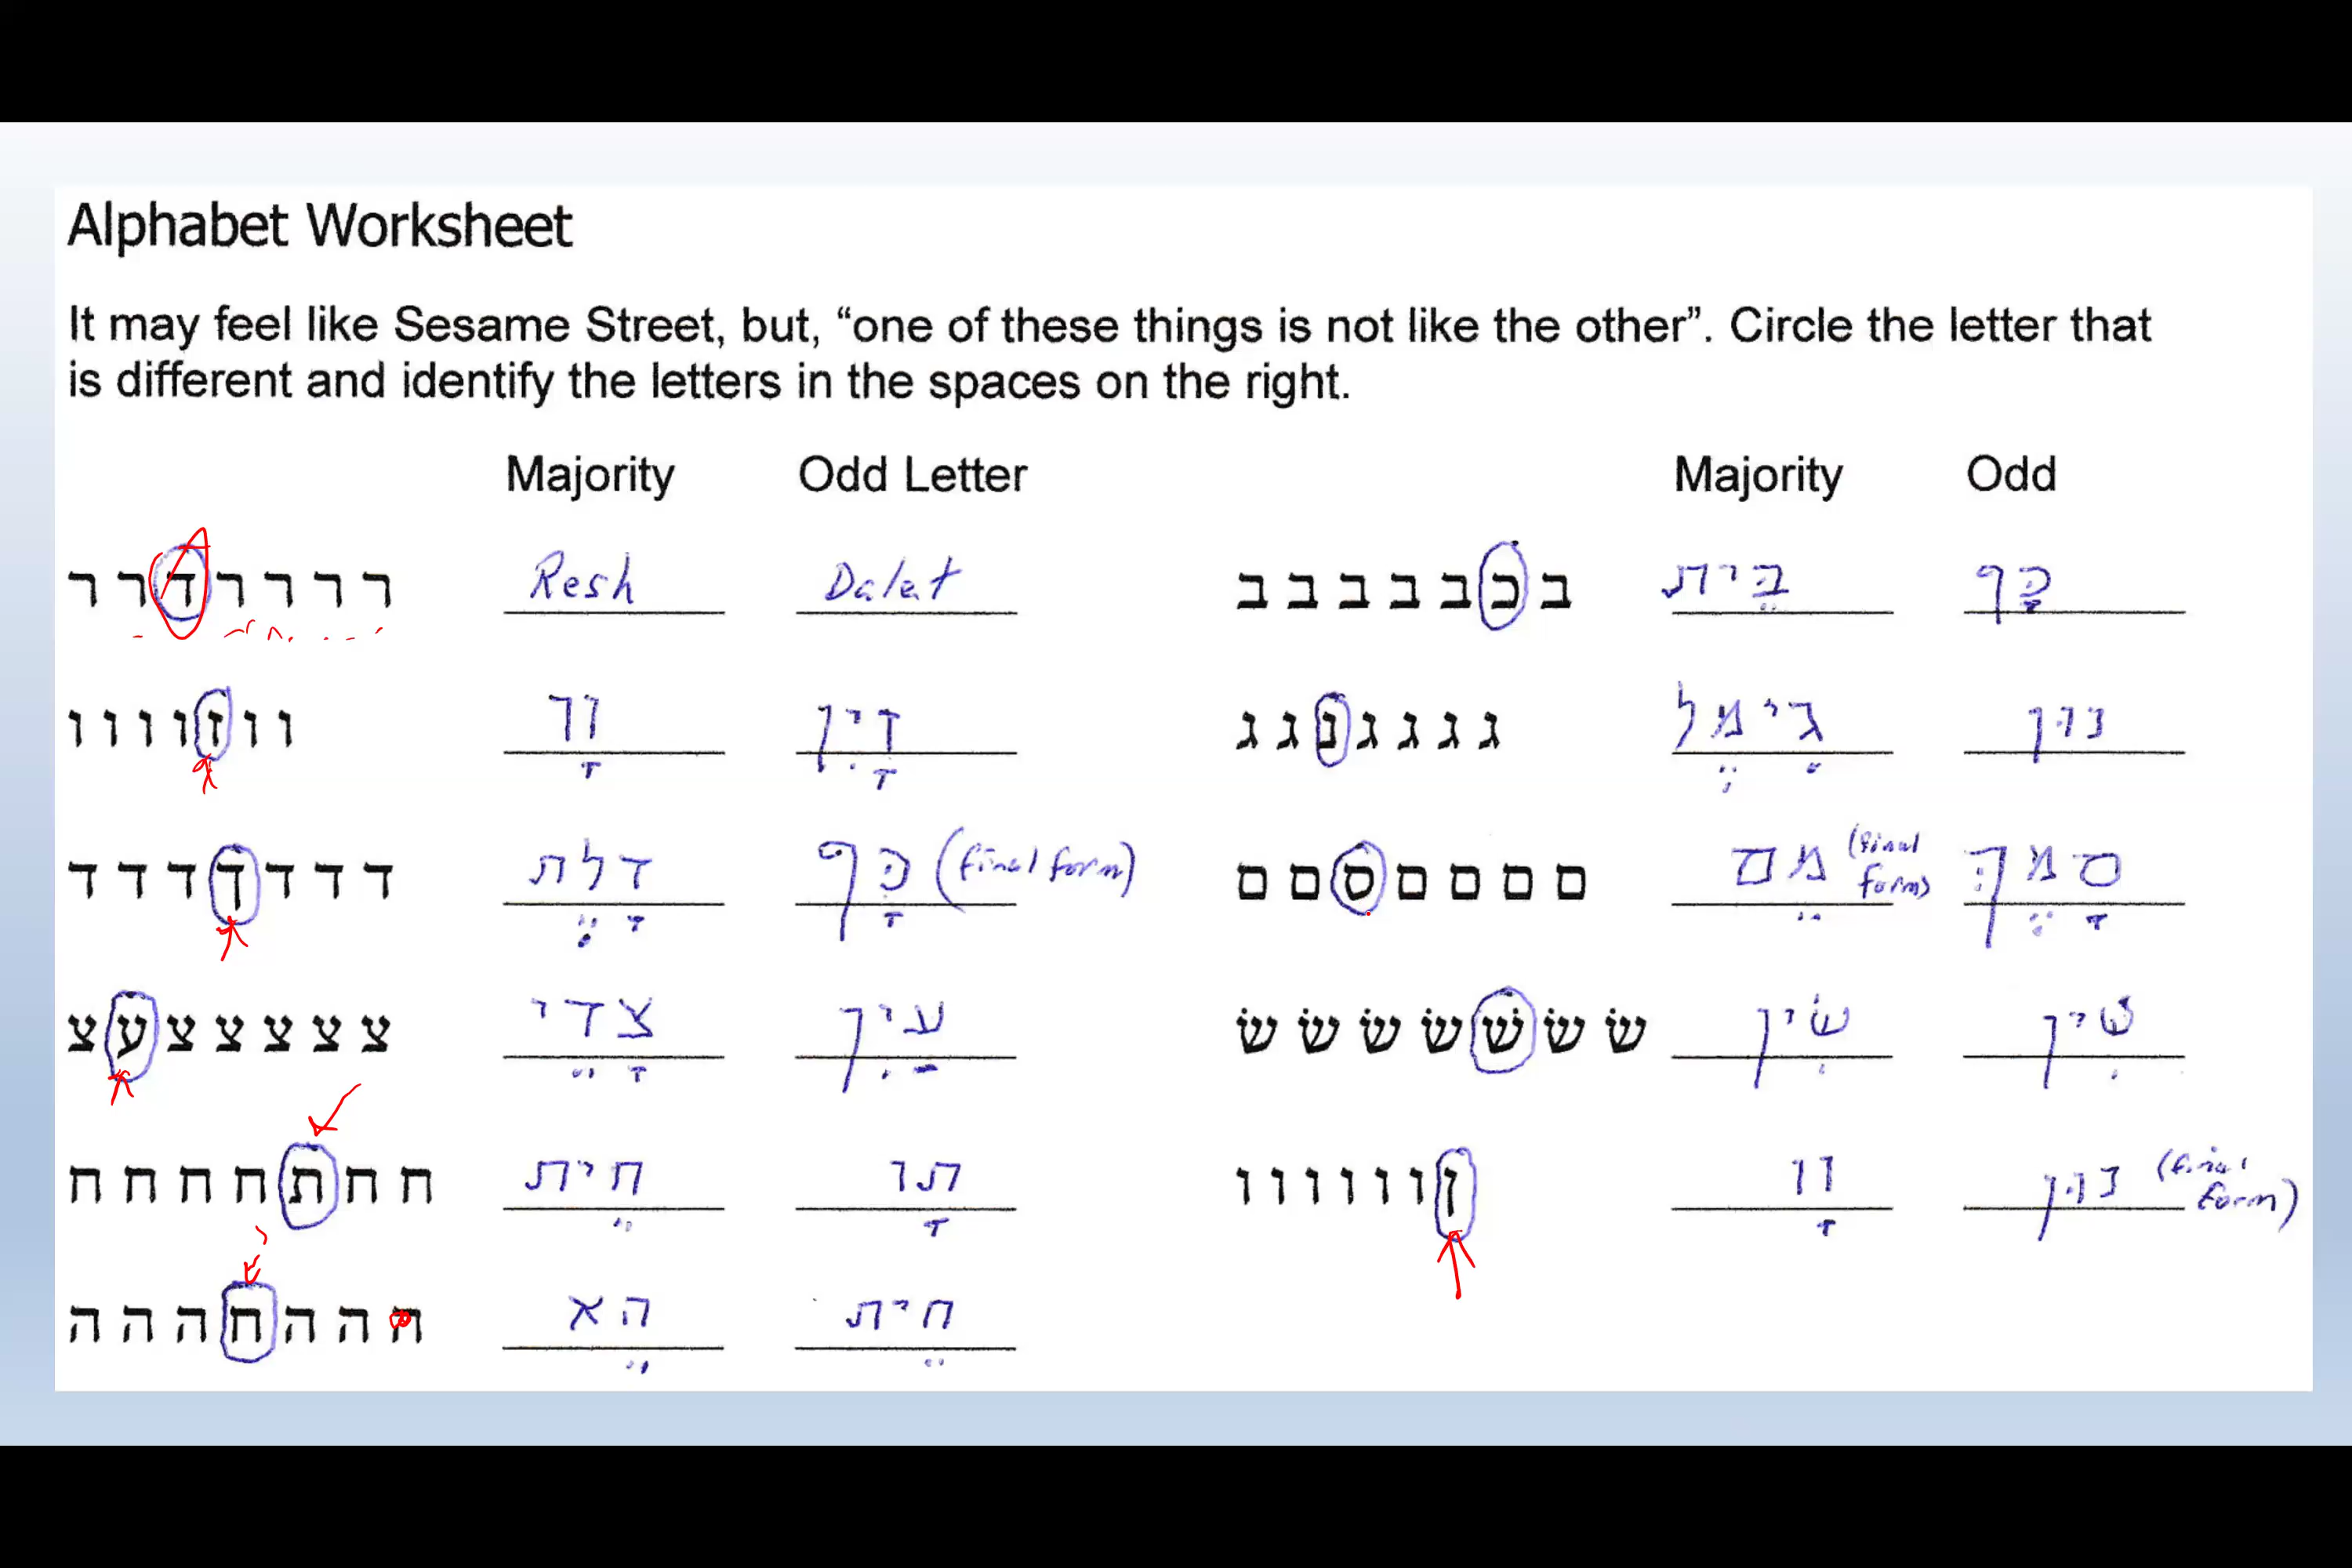 Alphabet Worksheet
It may feel like Sesame Street, but, “one of these things is not like the other”. Circle the letter that
is different and identify the letters in the spaces on the right.
Majority Odd Letter Majority Odd
ר ר ר ר ד ר ר
Resh
Dalet
ב כ ב ב ב ב ב
בֵּית
כַּף
ו ו ז ו ו ו ו
וָו
זָיִן
ג ג ג ג נ ג ג
גִימֶל
נוּן
ד ד ד ך ד ד ד
דָלֶת
כָּף (final form)
ם ם ם ם ס ם ם
מֵם (final form)
סָמֶךְ
צ צ צ צ צ ע צ
צָדֵי
עַיִן
שׂ שׂ שׁ שׂ שׂ שׂ שׂ
שִׂין
שִׁין
ח ח ת ח ח ח ח
חֵית
תָו
ן ו ו ו ו ו
וָו
נוּן (final form)
ה ה ה ח ה ה ה
הֵא
חֵית